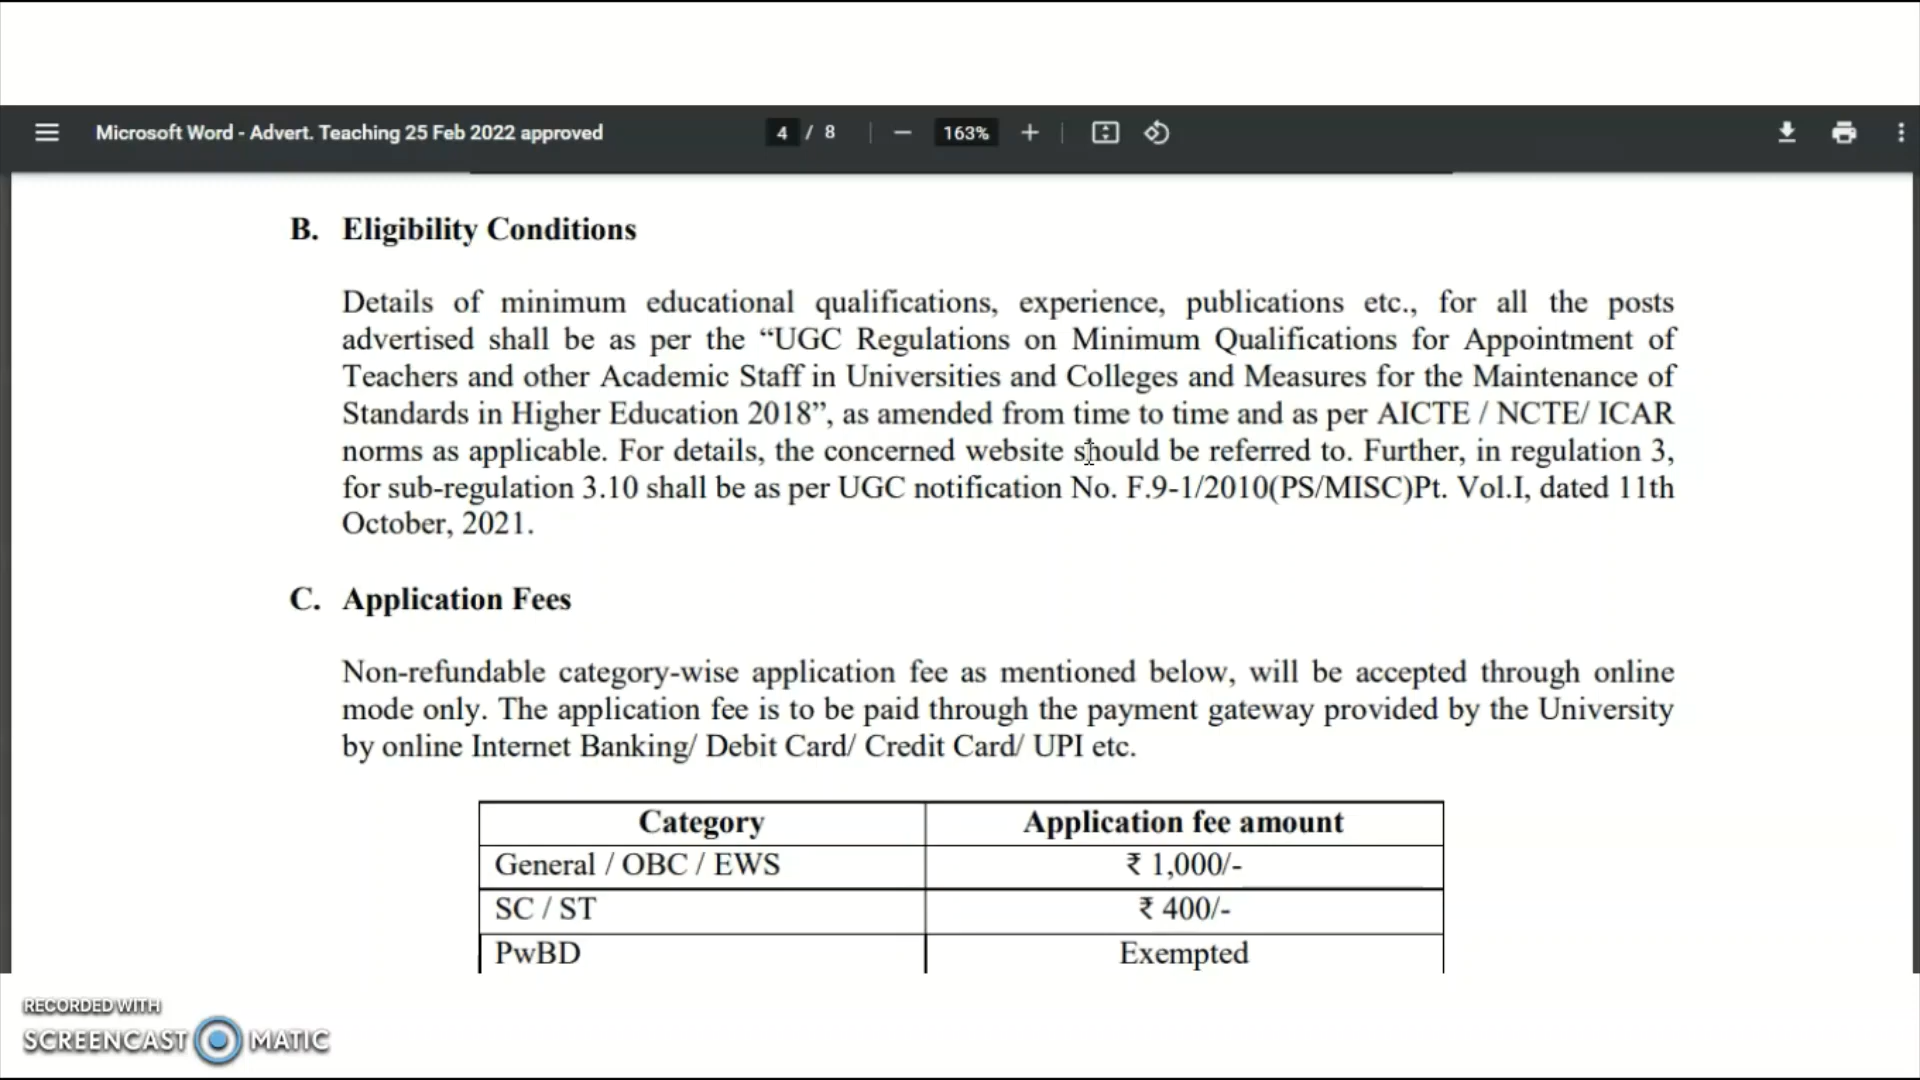 Microsoft Word - Advert. Teaching 25 Feb 2022 approved 4 / 8 163%
B. Eligibility Conditions
Details of minimum educational qualifications, experience, publications etc., for all the posts
advertised shall be as per the “UGC Regulations on Minimum Qualifications for Appointment of
Teachers and other Academic Staff in Universities and Colleges and Measures for the Maintenance of
Standards in Higher Education 2018”, as amended from time to time and as per AICTE / NCTE/ ICAR
norms as applicable. For details, the concerned website should be referred to. Further, in regulation 3,
for sub-regulation 3.10 shall be as per UGC notification No. F.9-1/2010(PS/MISC)Pt. Vol.I, dated 11th
October, 2021.
C. Application Fees
Non-refundable category-wise application fee as mentioned below, will be accepted through online
mode only. The application fee is to be paid through the payment gateway provided by the University
by online Internet Banking/ Debit Card/ Credit Card/ UPI etc.
Category Application fee amount
General / OBC / EWS ₹ 1,000/-
SC / ST ₹ 400/-
PwBD Exempted
RECORDED WITH
SCREENCAST MATIC